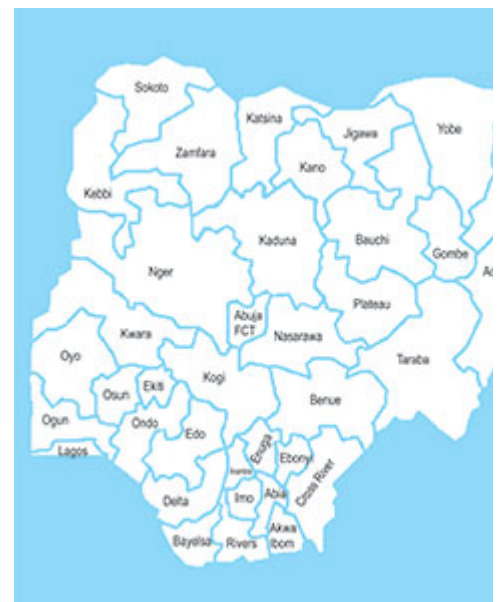 Sokoto
Katsina
Jigawa
Yobe
Zamfara
Kano
Kebbi
Kaduna
Bauchi
Gombe
Nger
Plateau
Abuja
FCT
Nasarawa
Kwara
Taraba
Oyo
Kogi
Ekiti
Osun
Benue
Ogun
Ondo
Edo
Enugu
Ebonyi
Lagos
Cross River
Delta
Imo
Abia
Akwa
Ibom
Bayelsa
Rivers